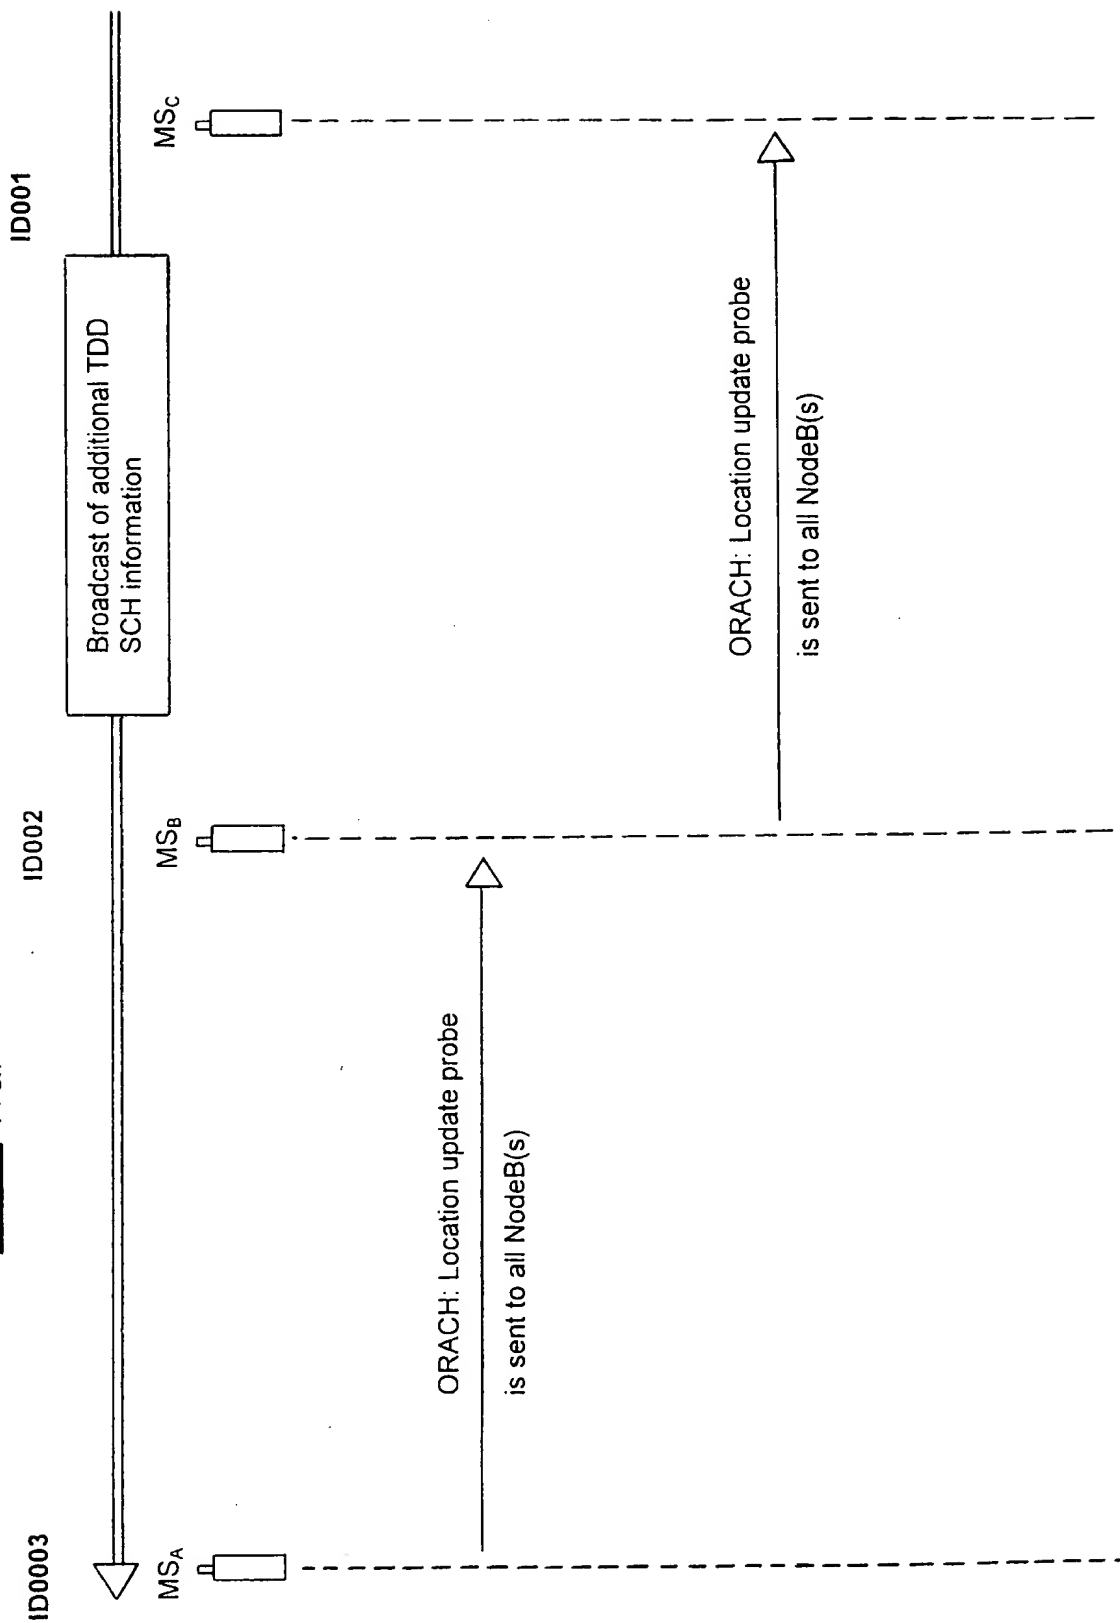 ID0003
ID002
ID001
Broadcast of additional TDD
SCH information
MSA
MSB
MSC
ORACH: Location update probe
is sent to all NodeB(s)
ORACH: Location update probe
is sent to all NodeB(s)